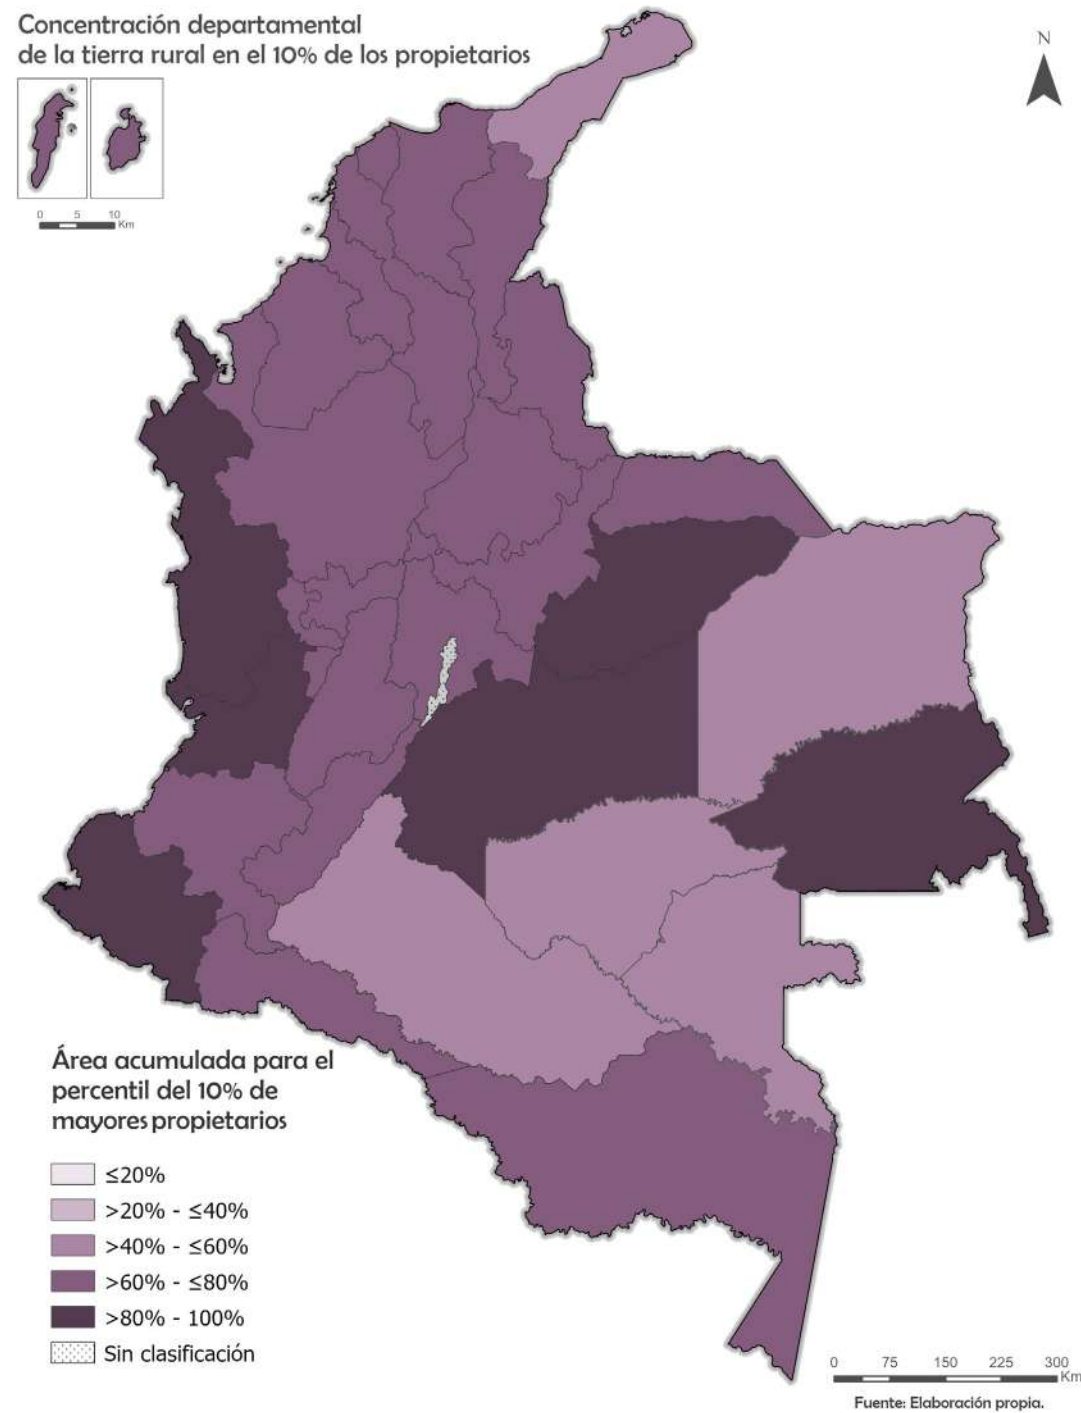 Concentración departamental
de la tierra rural en el 10% de los propietarios
N
0 5 10
Km
Área acumulada para el
percentil del 10% de
mayores propietarios
≤20%
>20% - ≤40%
>40% - ≤60%
>60% - ≤80%
>80% - 100%
Sin clasificación
0 75 150 225 300
Km
Fuente: Elaboración propia.